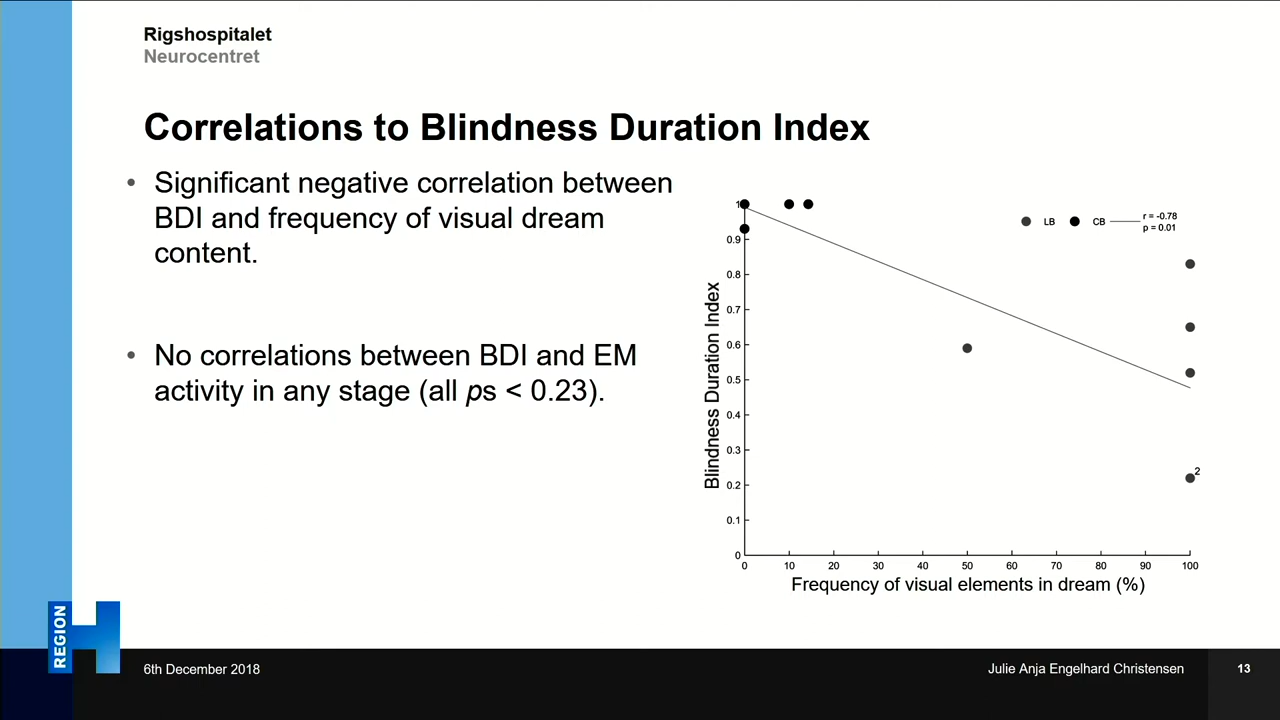 Rigshospitalet
Neurocentret
Correlations to Blindness Duration Index
• Significant negative correlation between
BDI and frequency of visual dream
content.
• No correlations between BDI and EM
activity in any stage (all ps < 0.23).
LB CB r = -0.78
p = 0.01
Blindness Duration Index
1
0.9
0.8
0.7
0.6
0.5
0.4
0.3
0.2
0.1
0
2
0 10 20 30 40 50 60 70 80 90 100
Frequency of visual elements in dream (%)
REGION H
6th December 2018
Julie Anja Engelhard Christensen
13